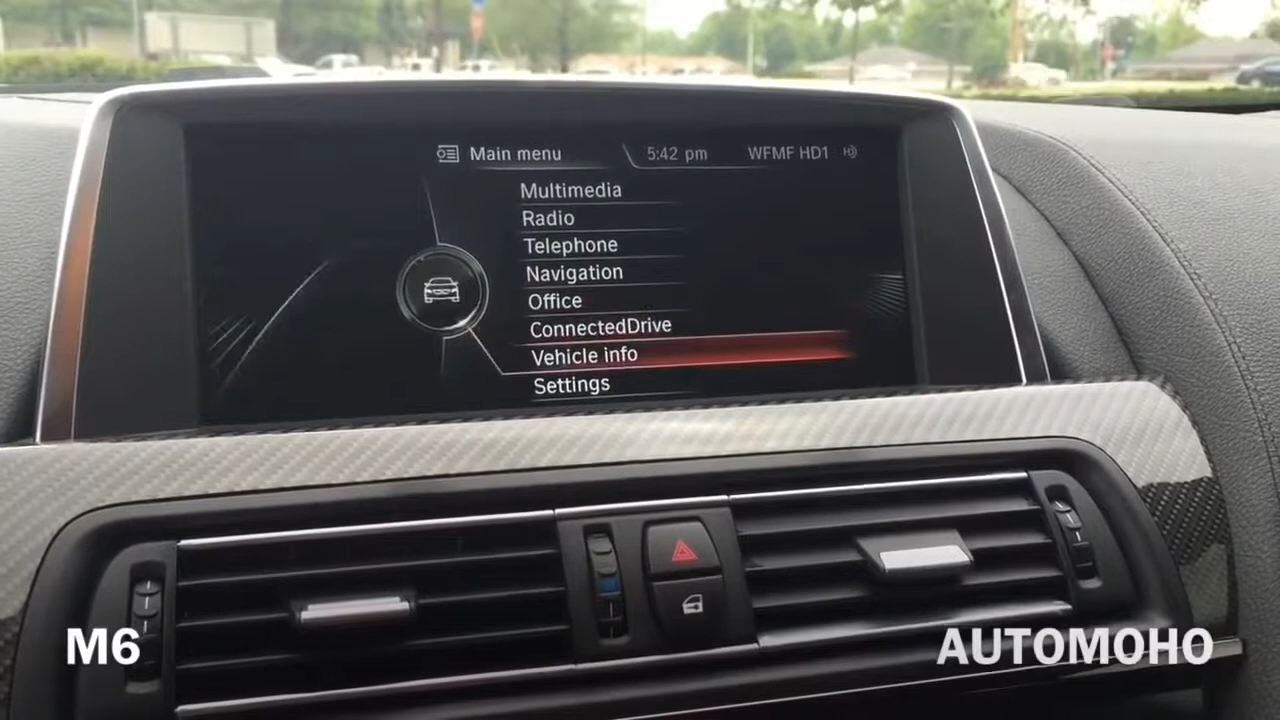 Main menu
5:42 pm
WFMF HD1
Multimedia
Radio
Telephone
Navigation
Office
ConnectedDrive
Vehicle info
Settings
M6
AUTOMOHO